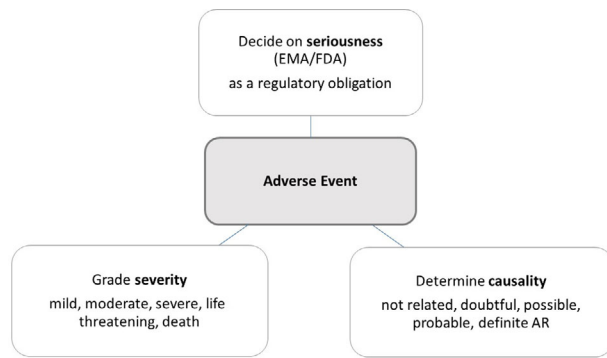 Decide on seriousness
(EMA/FDA)
as a regulatory obligation
Adverse Event
Grade severity
mild, moderate, severe, life
threatening, death
Determine causality
not related, doubtful, possible,
probable, definite AR